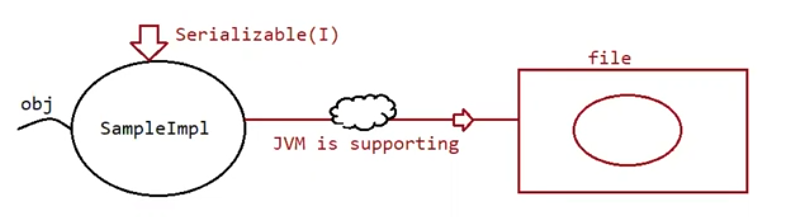 Serializable(I)
file
obj
SampleImpl
JVM is supporting